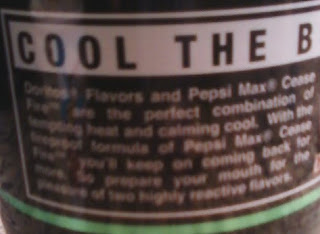 COOL THE B
Doritos® Flavors and Pepsi Max® Cease
Fire™ are the perfect combination of
tempting heat and calming cool. With the
fireproof formula of Pepsi Max® Cease
Fire™ you'll keep on coming back for
more. So prepare your mouth for the
pleasure of two highly reactive flavors.